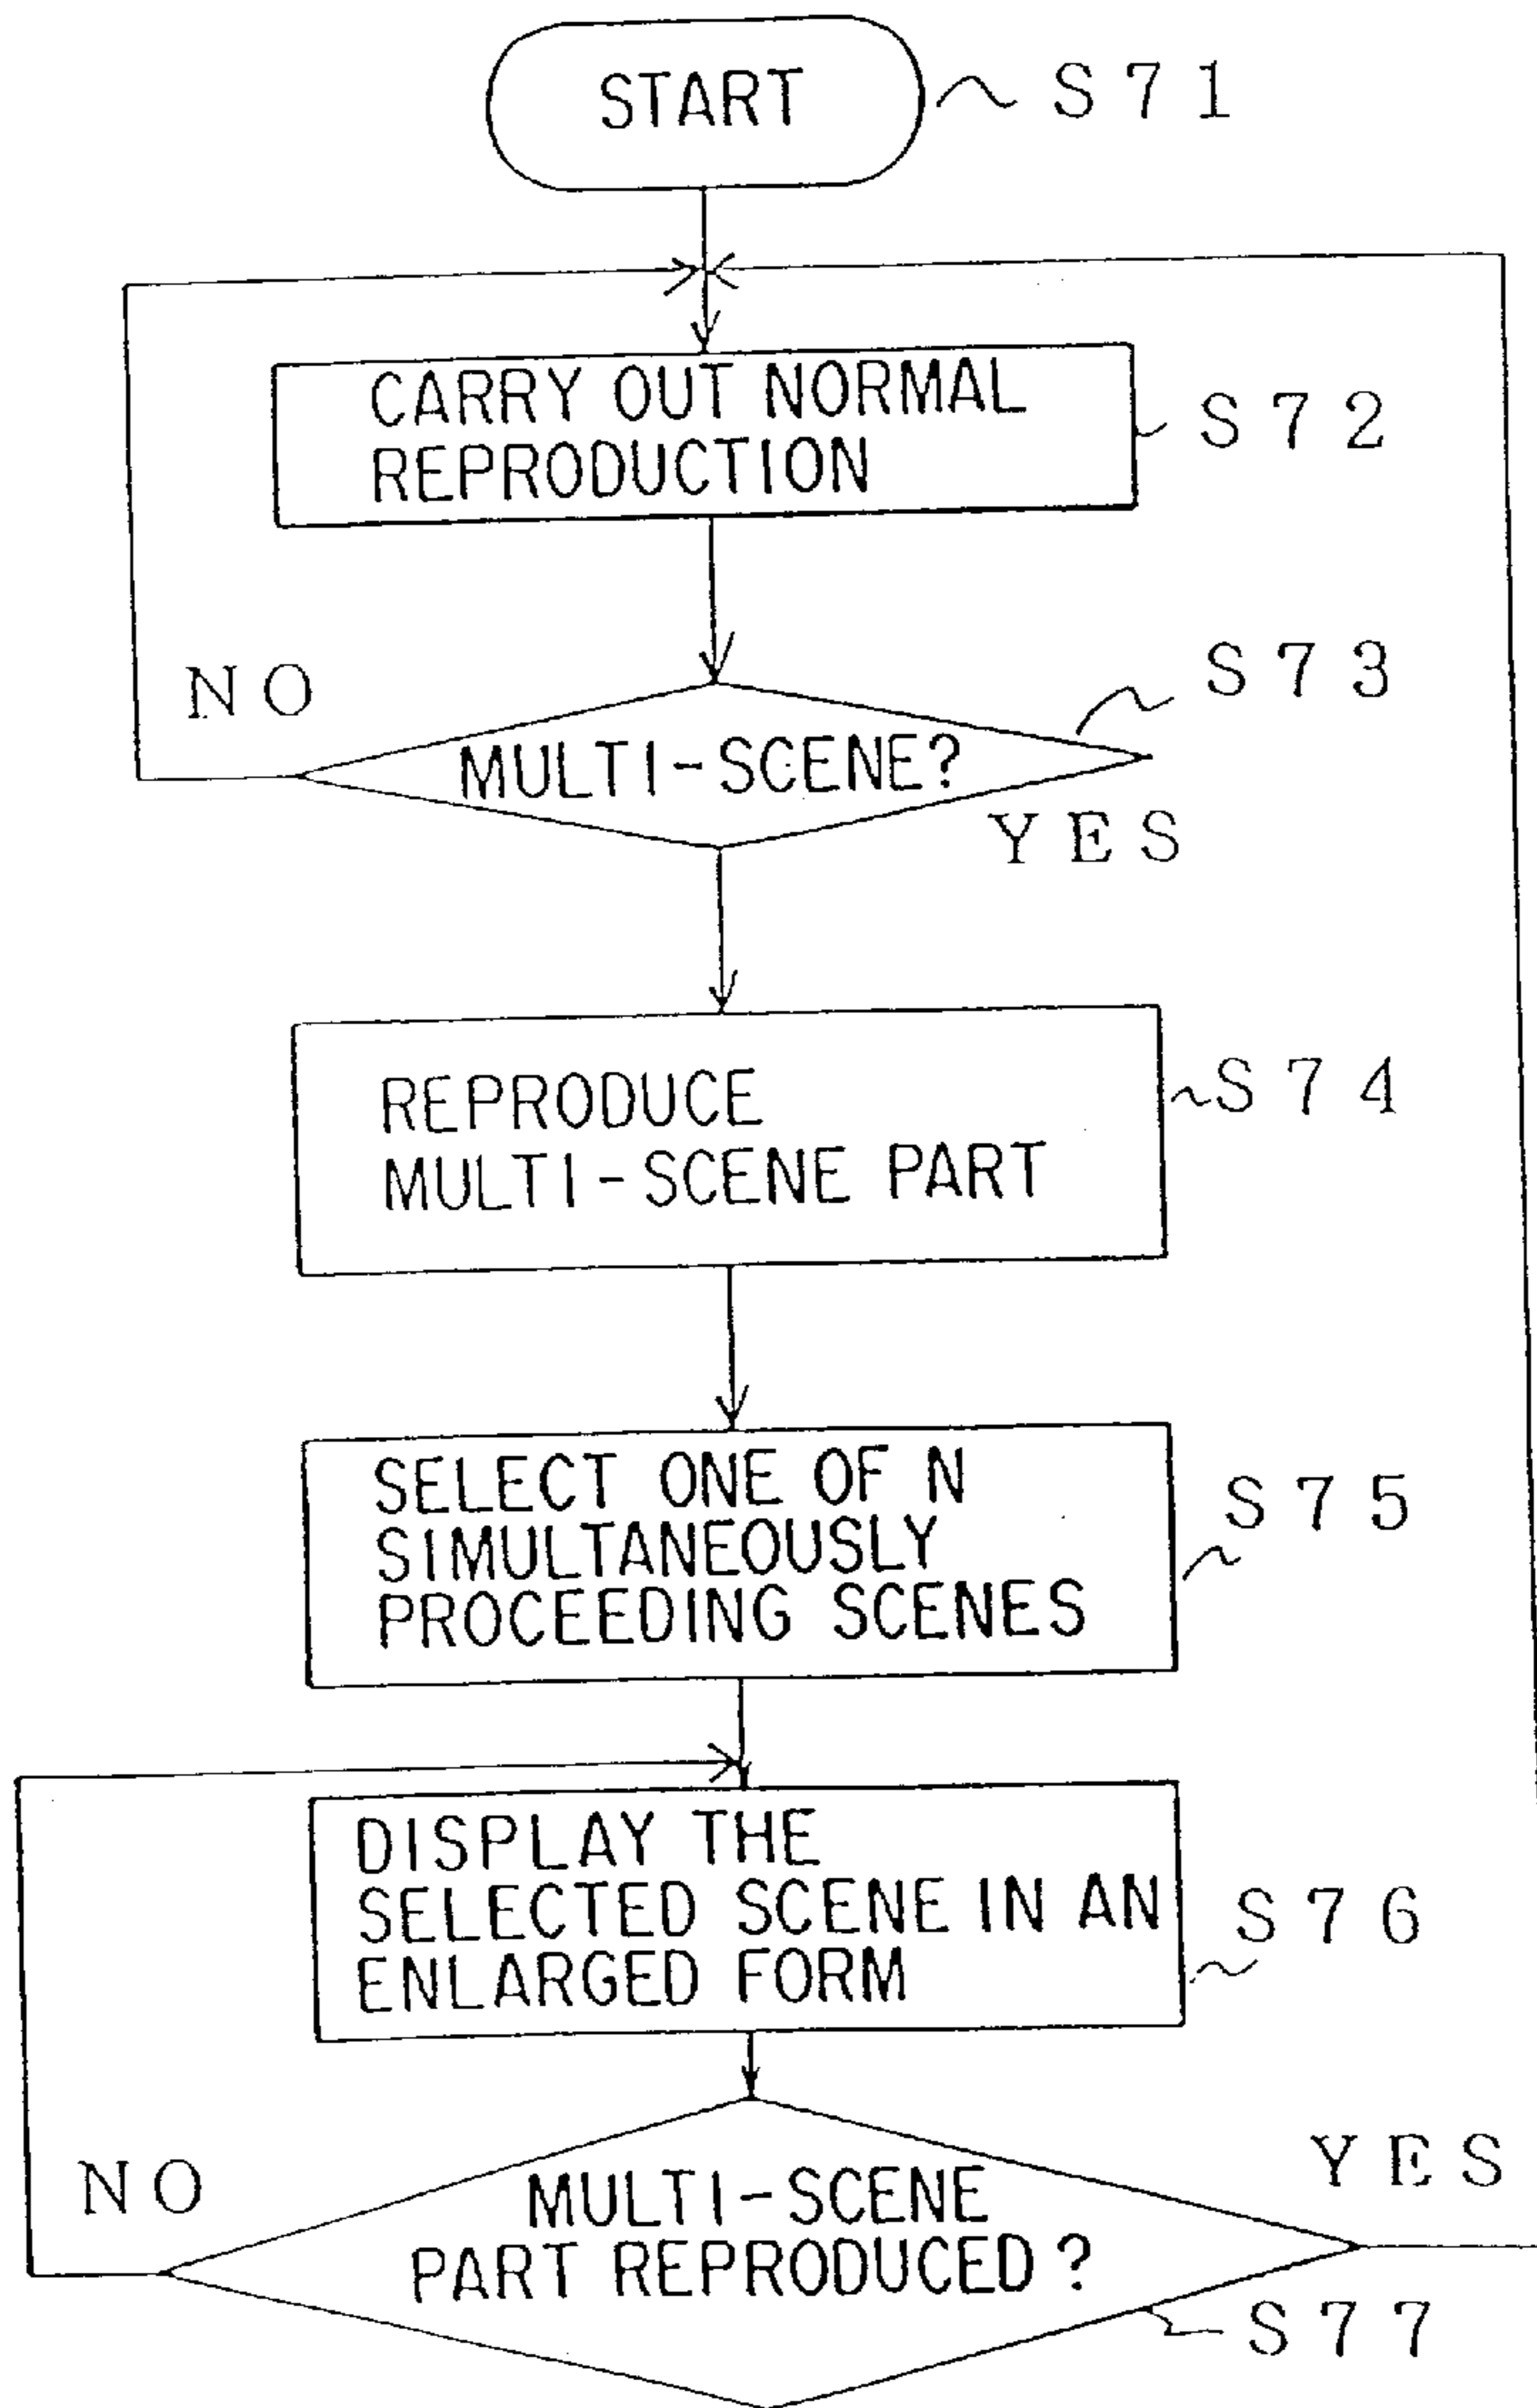 START
S71
CARRY OUT NORMAL
REPRODUCTION
S72
S73
NO
MULTI-SCENE?
YES
REPRODUCE
MULTI-SCENE PART
S74
SELECT ONE OF N
SIMULTANEOUSLY
PROCEEDING SCENES
S75
DISPLAY THE
SELECTED SCENE IN AN
ENLARGED FORM
S76
NO
YES
MULTI-SCENE
PART REPRODUCED?
S77